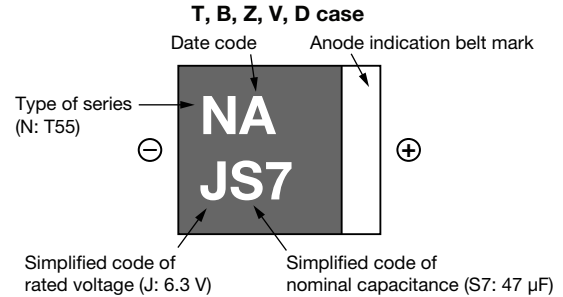 T, B, Z, V, D case
Date code
Anode indication belt mark
Type of series
(N: T55)
NA
JS7
Simplified code of
rated voltage (J: 6.3 V)
Simplified code of
nominal capacitance (S7: 47 μF)